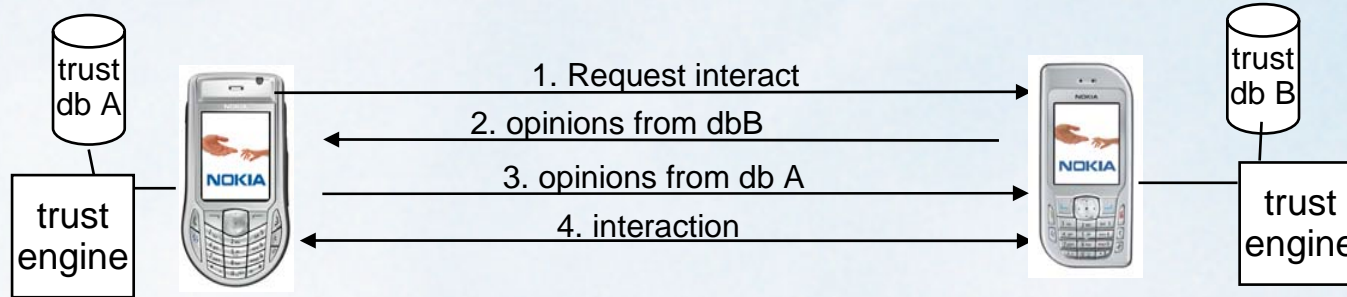 trust
db A
trust
engine
NOKIA
1. Request interact
2. opinions from dbB
3. opinions from db A
4. interaction
NOKIA
NOKIA
trust
db B
trust
engine